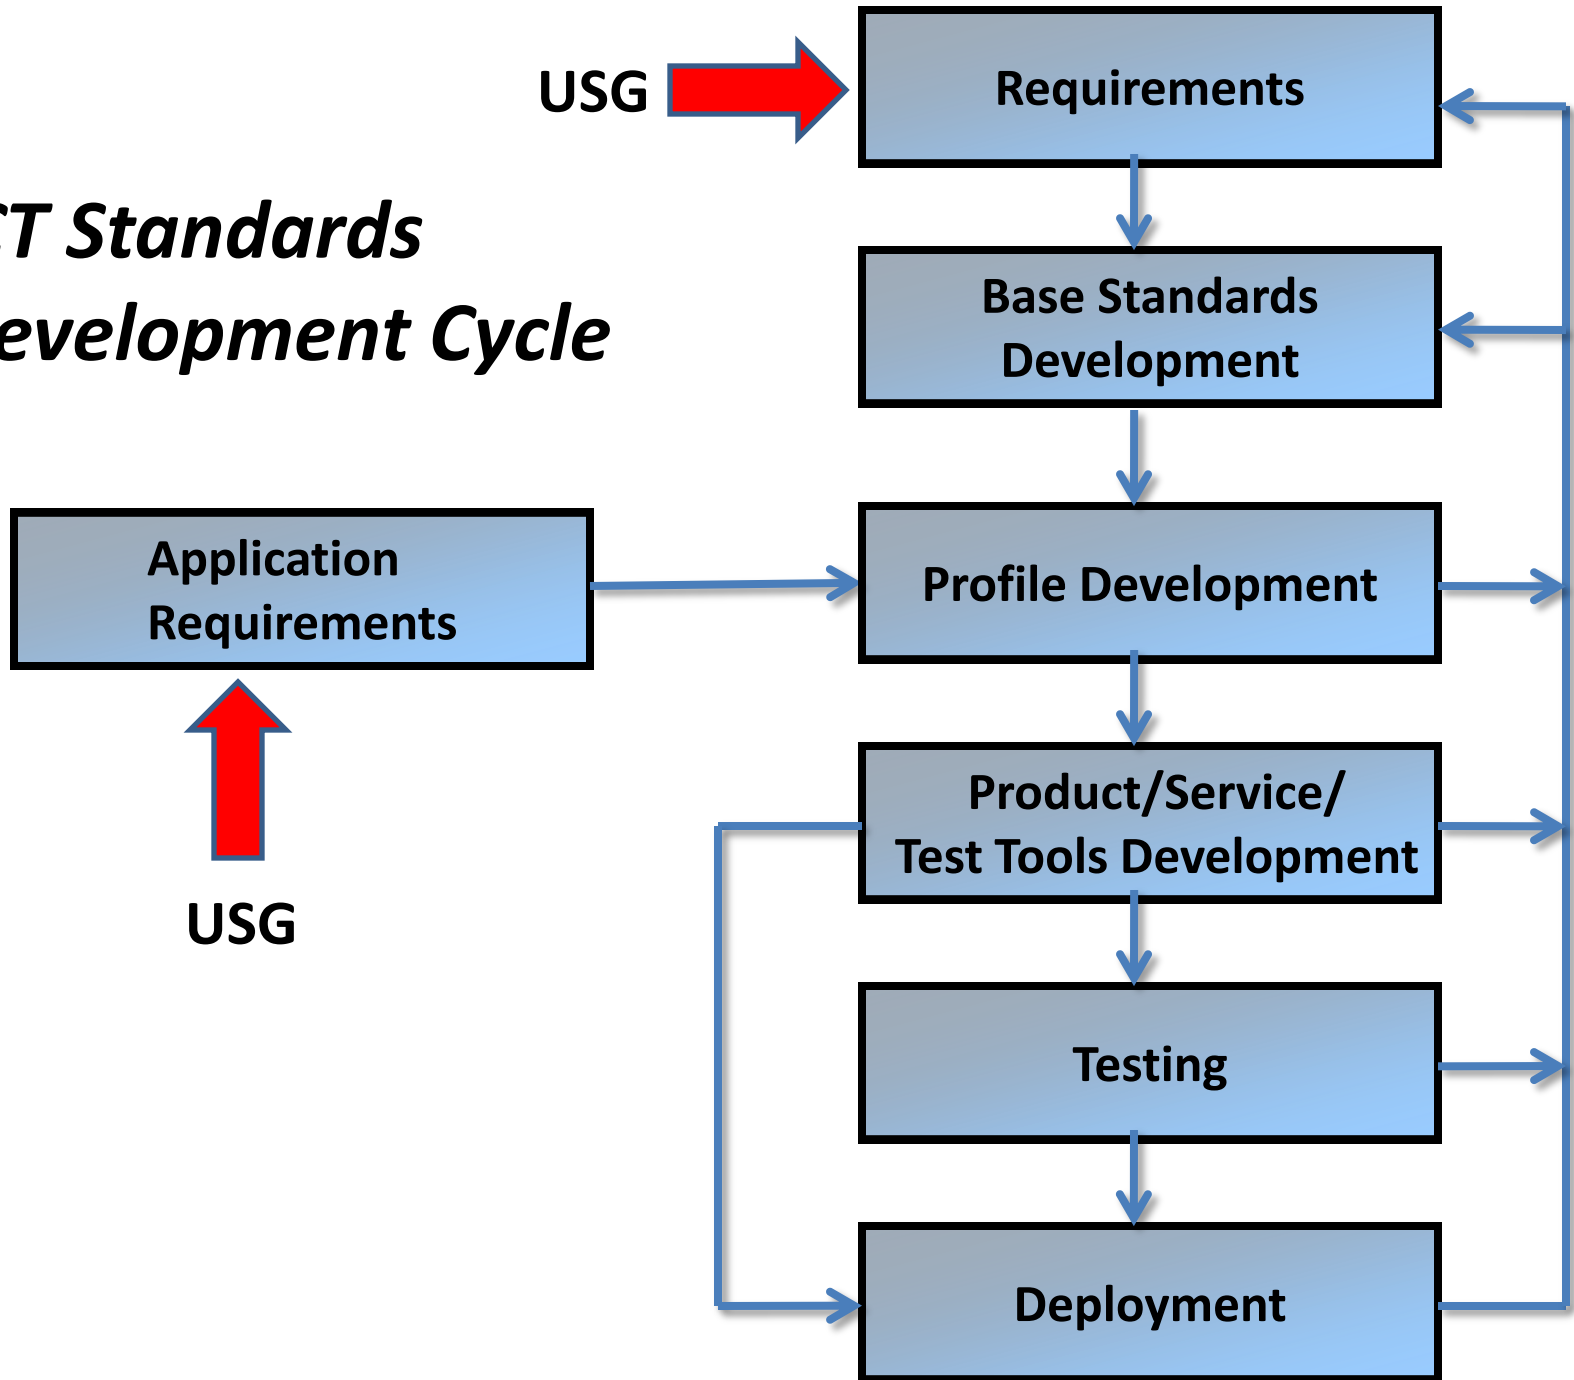 USG
Requirements
CT Standards
evelopment Cycle
Base Standards
Development
Application
Requirements
Profile Development
USG
Product/Service/
Test Tools Development
Testing
Deployment